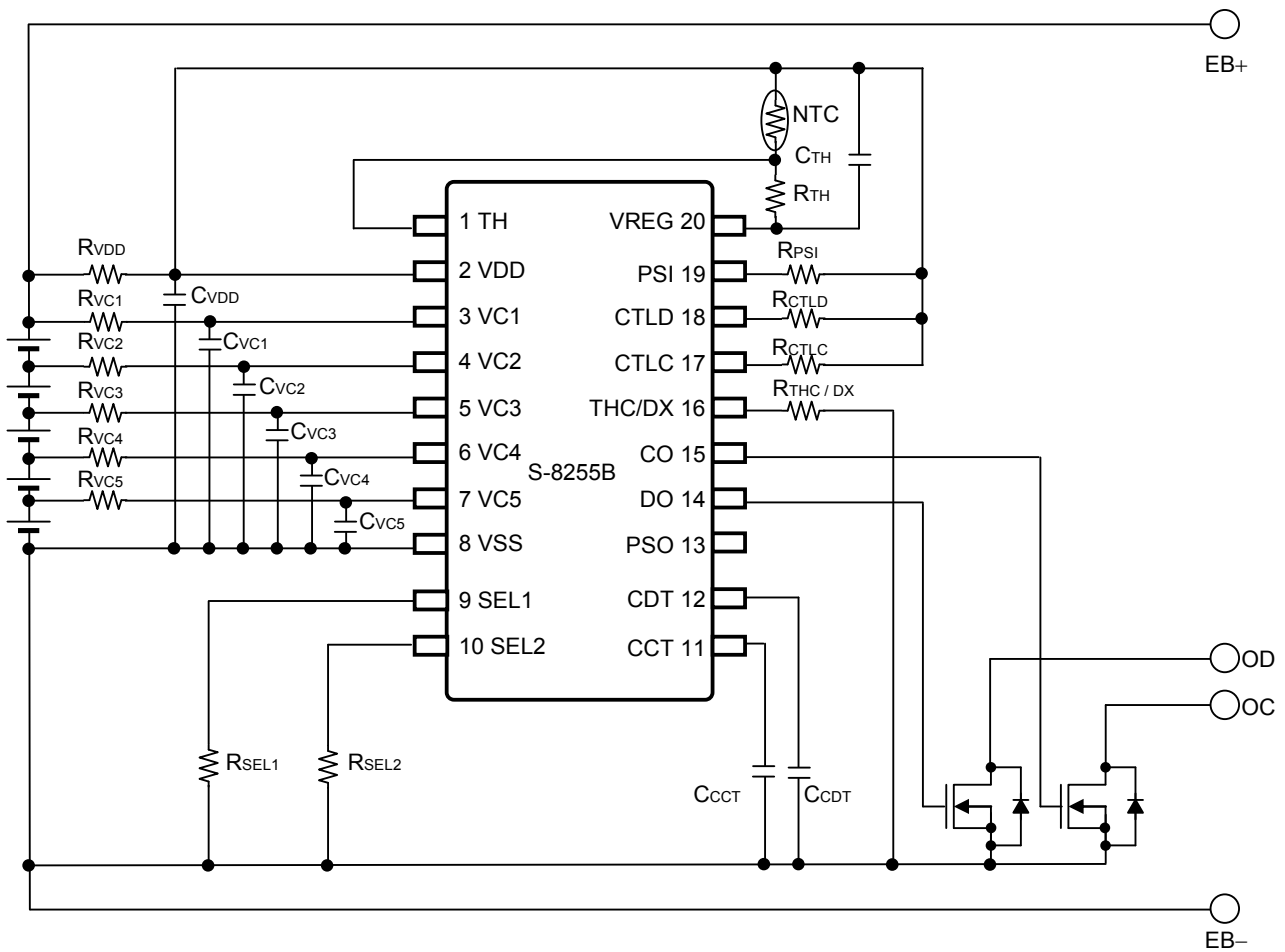 EB+
NTC
CTH
RTH
1 TH
VREG 20
RVDD
RPSI
2 VDD
PSI 19
CVDD
RVC1
RCTLD
3 VC1
CTLD 18
CVC1
RVC2
RCTLC
4 VC2
CTLC 17
CVC2
RVC3
RTHC / DX
5 VC3
THC/DX 16
CVC3
RVC4
6 VC4
CO 15
S-8255B
CVC4
RVC5
7 VC5
DO 14
CVC5
8 VSS
PSO 13
9 SEL1
CDT 12
10 SEL2
CCT 11
OD
OC
RSEL1
RSEL2
CCCT
CCDT
EB−